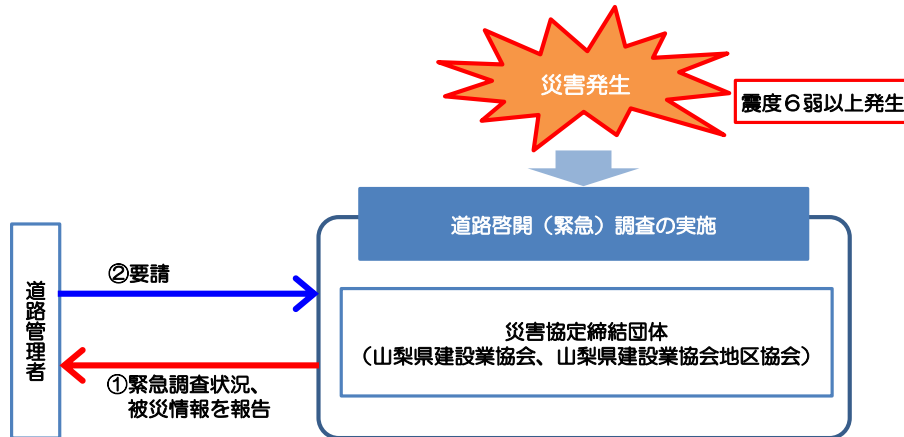 災害発生
震度６弱以上発生
道路啓開（緊急）調査の実施
②要請
道路管理者
災害協定締結団体
（山梨県建設業協会、山梨県建設業協会地区協会）
①緊急調査状況、
被災情報を報告